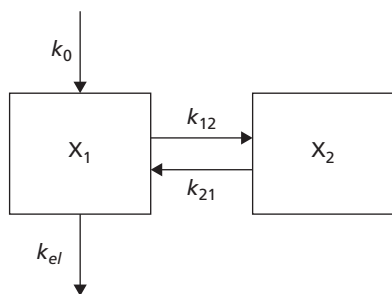 k₀
k₁₂
X₁
X₂
k₂₁
kₑₗ